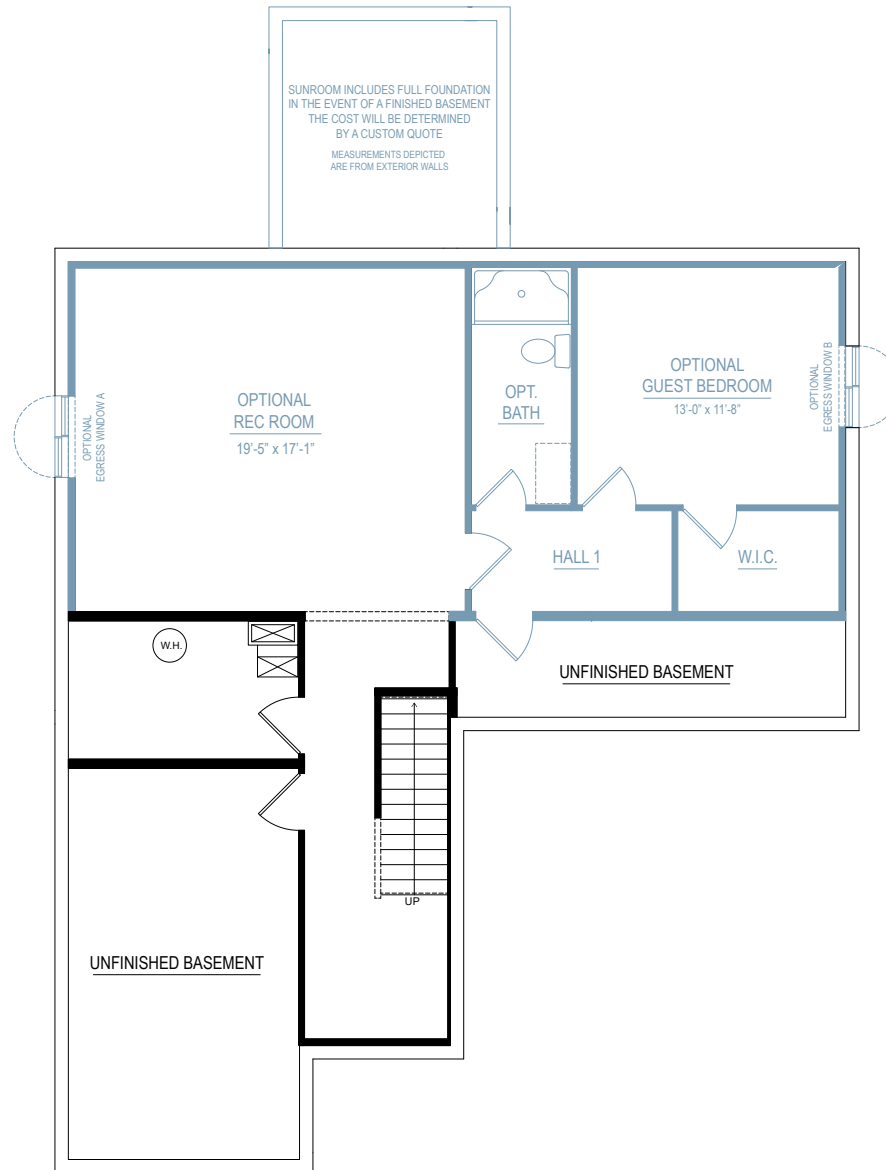 SUNROOM INCLUDES FULL FOUNDATION
IN THE EVENT OF A FINISHED BASEMENT
THE COST WILL BE DETERMINED
BY A CUSTOM QUOTE
MEASUREMENTS DEPICTED
ARE FROM EXTERIOR WALLS
OPTIONAL
EGRESS WINDOW A
OPTIONAL
REC ROOM
19'-5" x 17'-1"
OPT.
BATH
OPTIONAL
GUEST BEDROOM
13'-0" x 11'-8"
OPTIONAL
EGRESS WINDOW B
HALL 1
W.I.C.
W.H.
UNFINISHED BASEMENT
UP
UNFINISHED BASEMENT